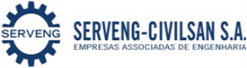 SERVENG
SERVENG-CIVILSAN S.A.
EMPRESAS ASSOCIADAS DE ENGENHARIA